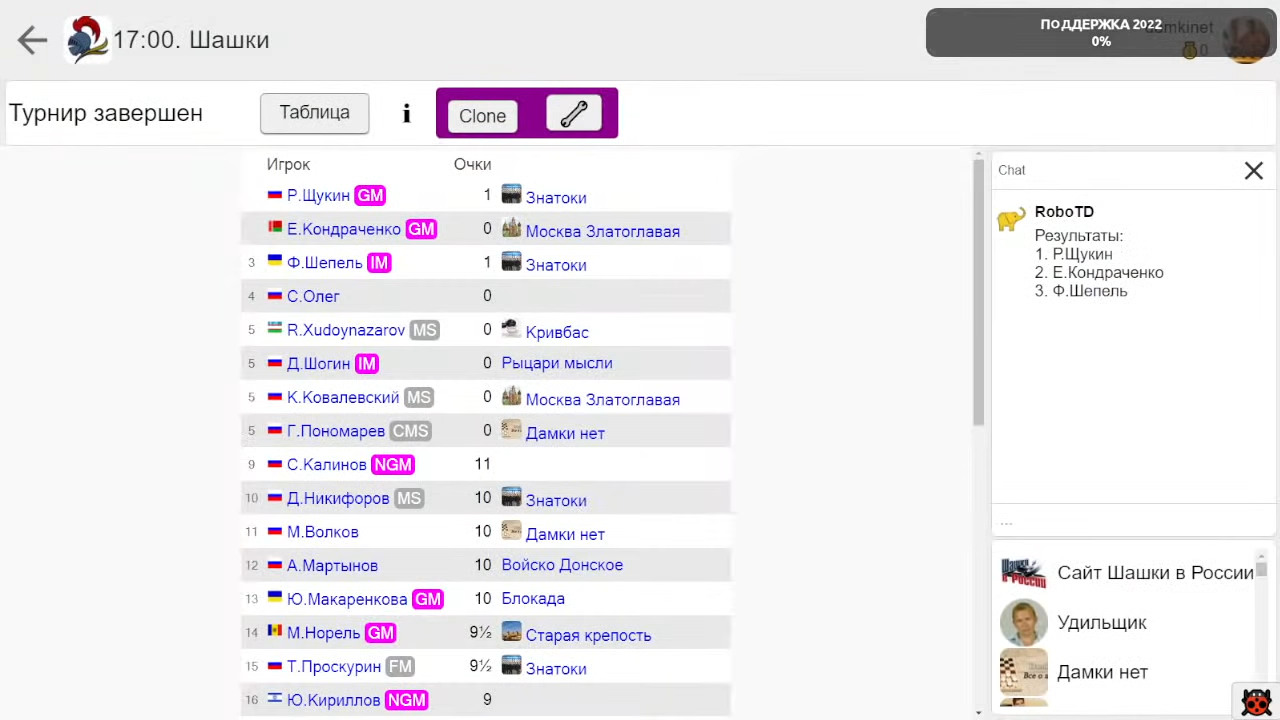 17:00. Шашки
ПОДДЕРЖКА 2022
0%
damkinet
0
Турнир завершен
Таблица
i
Clone
Игрок Очки
Р.Щукин GM 1 Знатоки
Е.Кондраченко GM 0 Москва Златоглавая
3 Ф.Шепель IM 1 Знатоки
4 С.Олег 0
5 R.Xudoynazarov MS 0 Кривбас
5 Д.Шогин IM 0 Рыцари мысли
5 К.Ковалевский MS 0 Москва Златоглавая
5 Г.Пономарев CMS 0 Дамки нет
9 С.Калинов NGM 11
10 Д.Никифоров MS 10 Знатоки
11 М.Волков 10 Дамки нет
12 А.Мартынов 10 Войско Донское
13 Ю.Макаренкова GM 10 Блокада
14 М.Норель GM 9½ Старая крепость
15 Т.Проскурин FM 9½ Знатоки
16 Ю.Кириллов NGM 9
Chat
RoboTD
Результаты:
1. Р.Щукин
2. Е.Кондраченко
3. Ф.Шепель
...
Сайт Шашки в России
Удильщик
Дамки нет